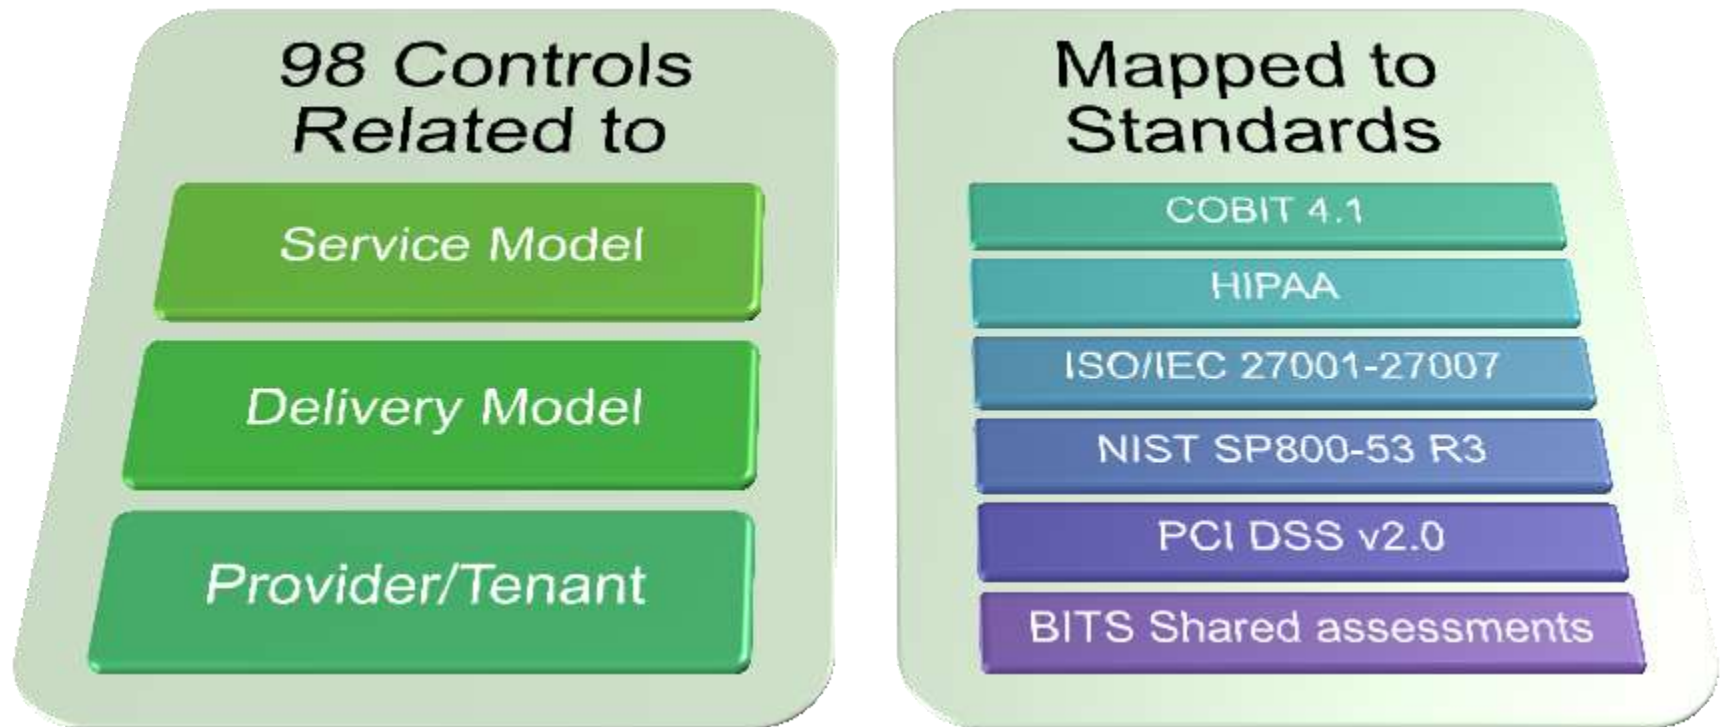 98 Controls
Related to
Service Model
Delivery Model
Provider/Tenant
Mapped to
Standards
COBIT 4.1
HIPAA
ISO/IEC 27001-27007
NIST SP800-53 R3
PCI DSS v2.0
BITS Shared assessments